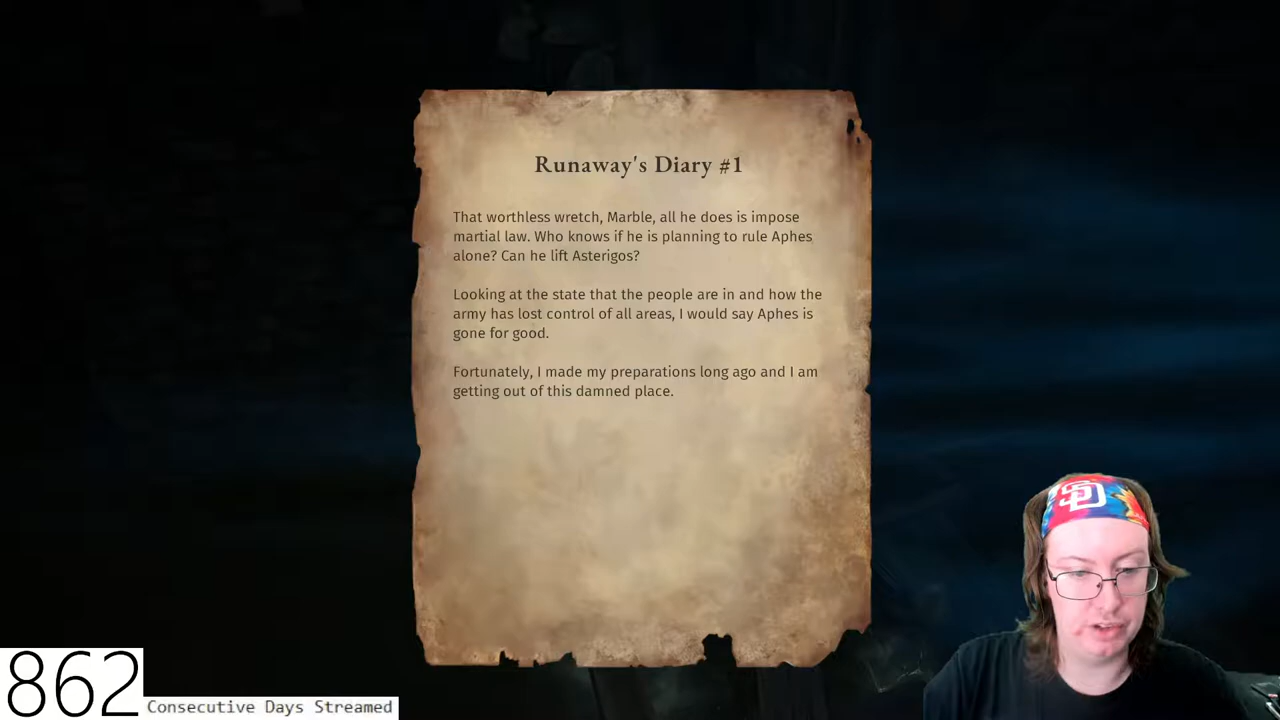 Runaway's Diary #1
That worthless wretch, Marble, all he does is impose
martial law. Who knows if he is planning to rule Aphes
alone? Can he lift Asterigos?
Looking at the state that the people are in and how the
army has lost control of all areas, I would say Aphes is
gone for good.
Fortunately, I made my preparations long ago and I am
getting out of this damned place.
SD
862
Consecutive Days Streamed